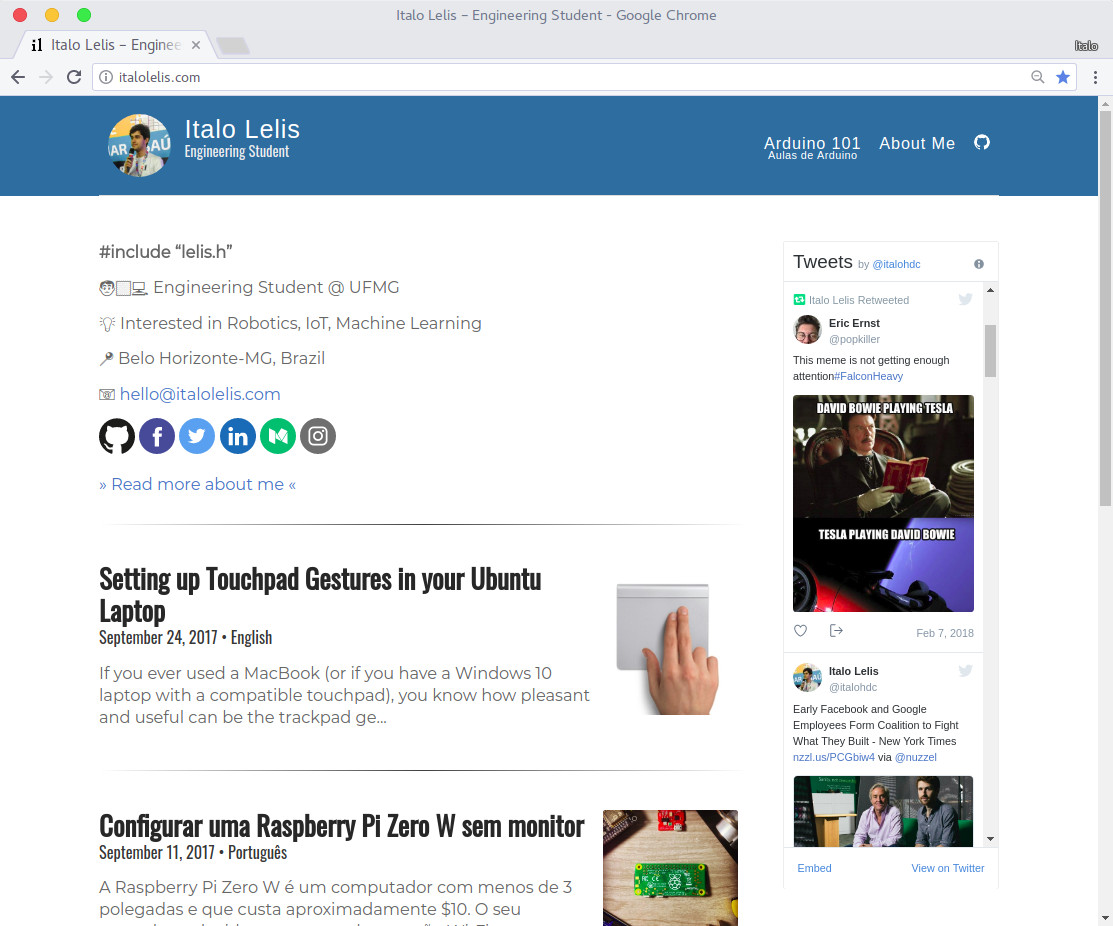 Italo Lelis – Engineering Student - Google Chrome
Italo Lelis – Enginee
Italo
italolelis.com
Italo Lelis
Engineering Student
Arduino 101
Aulas de Arduino
About Me
#include “lelis.h”
Engineering Student @ UFMG
Interested in Robotics, IoT, Machine Learning
Belo Horizonte-MG, Brazil
hello@italolelis.com
» Read more about me «
Setting up Touchpad Gestures in your Ubuntu
Laptop
September 24, 2017 • English
If you ever used a MacBook (or if you have a Windows 10
laptop with a compatible touchpad), you know how pleasant
and useful can be the trackpad ge...
Configurar uma Raspberry Pi Zero W sem monitor
September 11, 2017 • Português
A Raspberry Pi Zero W é um computador com menos de 3
polegadas e que custa aproximadamente $10. O seu
Tweets by @italohdc
Italo Lelis Retweeted
Eric Ernst
@popkiller
This meme is not getting enough
attention#FalconHeavy
DAVID BOWIE PLAYING TESLA
TESLA PLAYING DAVID BOWIE
Feb 7, 2018
Italo Lelis
@italohdc
Early Facebook and Google
Employees Form Coalition to Fight
What They Built - New York Times
nzzl.us/PCGbiw4 via @nuzzel
Embed
View on Twitter